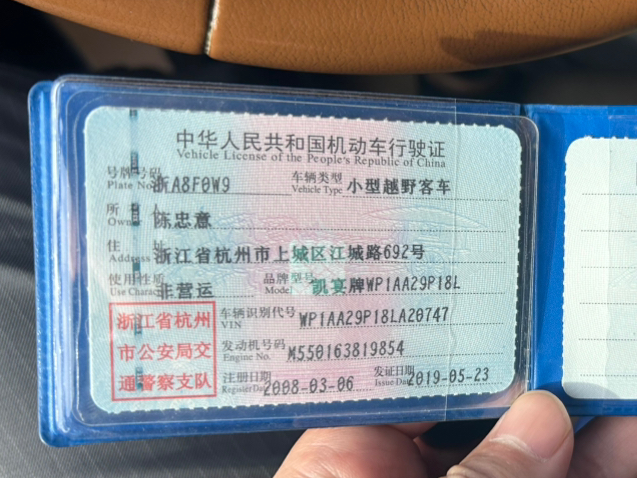 中华人民共和国机动车行驶证
Vehicle License of the People's Republic of China
号牌号码 浙A8F0W9 车辆类型 小型越野客车
Plate No. Vehicle Type
所 人 陈忠意
Owner
住 址 浙江省杭州市上城区江城路692号
Address
使用性质 非营运 品牌型号 凯宴牌WP1AA29P18L
Use Character Model
浙江省杭州
市公安局交
通警察支队
车辆识别代号 WP1AA29P18LA20747
VIN
发动机号码 M550163819854
Engine No.
注册日期 2008-03-06 发证日期 2019-05-23
Register Date Issue Date